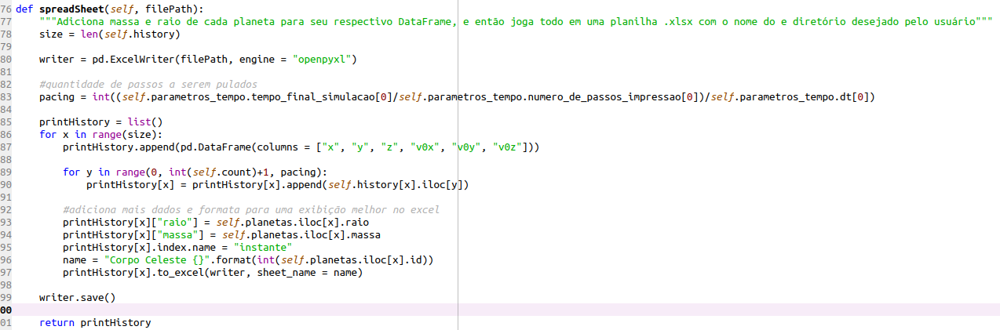 76 def spreadSheet(self, filePath):
77     """Adiciona massa e raio de cada planeta para seu respectivo DataFrame, e então joga todo em uma planilha .xlsx com o nome do e diretório desejado pelo usuário"""
78     size = len(self.history)
79
80     writer = pd.ExcelWriter(filePath, engine = "openpyxl")
81
82     #quantidade de passos a serem pulados
83     pacing = int((self.parametros_tempo.tempo_final_simulacao[0]/self.parametros_tempo.numero_de_passos_impressao[0])/self.parametros_tempo.dt[0])
84
85     printHistory = list()
86     for x in range(size):
87         printHistory.append(pd.DataFrame(columns = ["x", "y", "z", "v0x", "v0y", "v0z"]))
88
89         for y in range(0, int(self.count)+1, pacing):
90             printHistory[x] = printHistory[x].append(self.history[x].iloc[y])
91
92         #adiciona mais dados e formata para uma exibição melhor no excel
93         printHistory[x]["raio"] = self.planetas.iloc[x].raio
94         printHistory[x]["massa"] = self.planetas.iloc[x].massa
95         printHistory[x].index.name = "instante"
96         name = "Corpo Celeste {}".format(int(self.planetas.iloc[x].id))
97         printHistory[x].to_excel(writer, sheet_name = name)
98
99     writer.save()
00
01     return printHistory